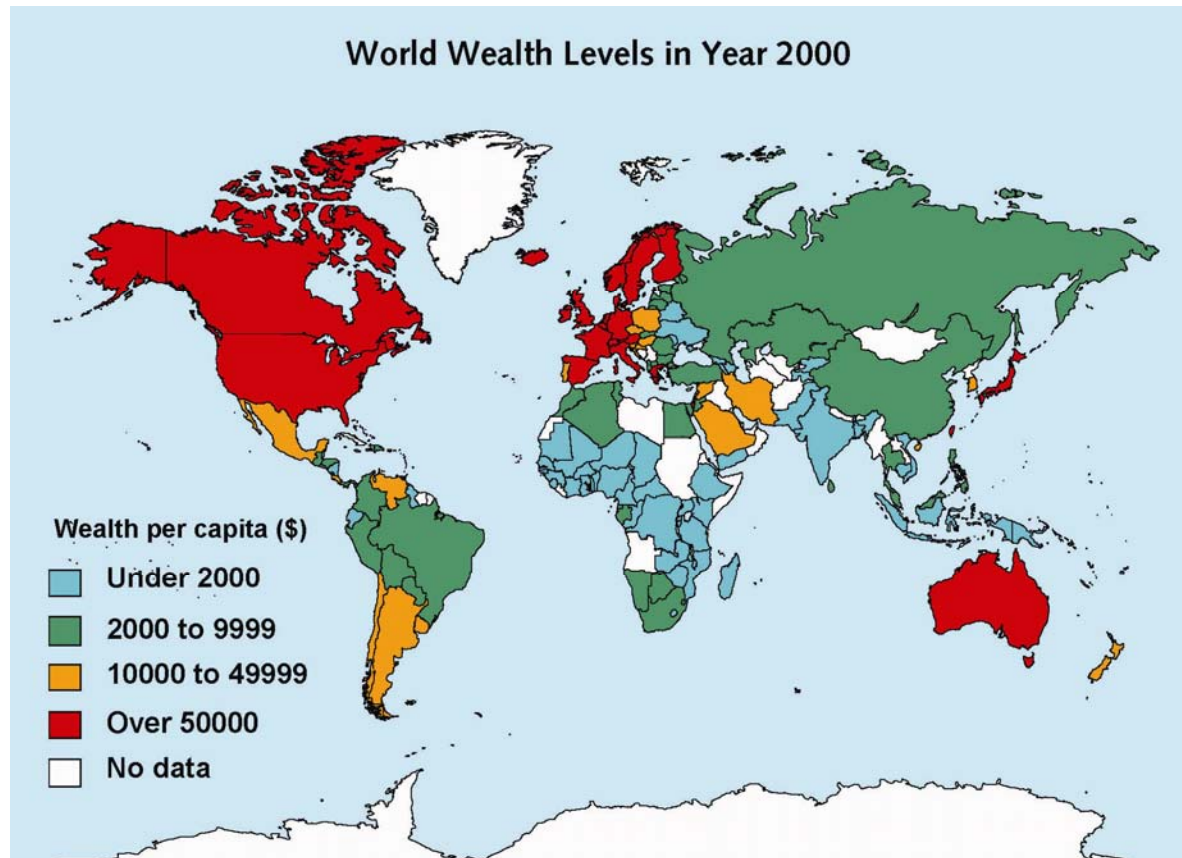 World Wealth Levels in Year 2000
Wealth per capita ($)
Under 2000
2000 to 9999
10000 to 49999
Over 50000
No data